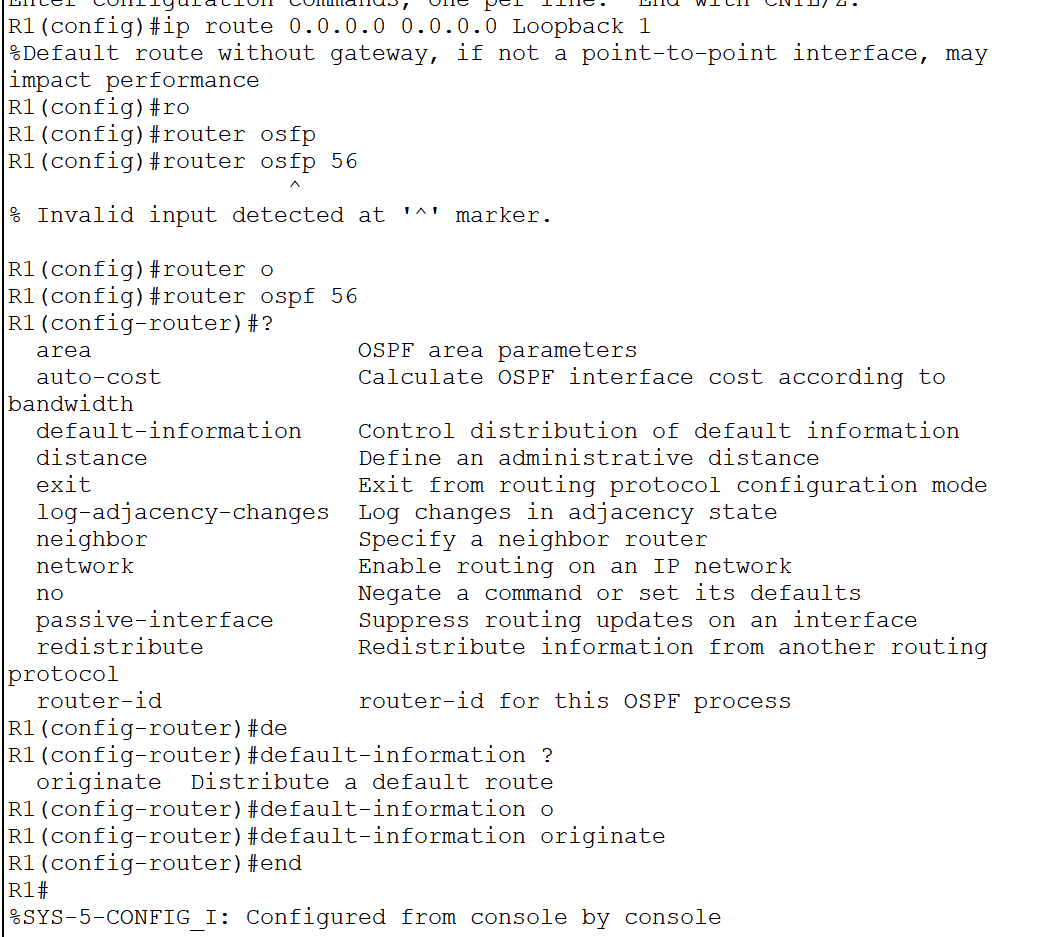 Enter configuration commands, one per line.  End with CNTL/Z.
R1(config)#ip route 0.0.0.0 0.0.0.0 Loopback 1
%Default route without gateway, if not a point-to-point interface, may
impact performance
R1(config)#ro
R1(config)#router osfp
R1(config)#router osfp 56
                    ^
% Invalid input detected at '^' marker.

R1(config)#router o
R1(config)#router ospf 56
R1(config-router)#?
  area                   OSPF area parameters
  auto-cost              Calculate OSPF interface cost according to
bandwidth
  default-information    Control distribution of default information
  distance               Define an administrative distance
  exit                   Exit from routing protocol configuration mode
  log-adjacency-changes  Log changes in adjacency state
  neighbor               Specify a neighbor router
  network                Enable routing on an IP network
  no                     Negate a command or set its defaults
  passive-interface      Suppress routing updates on an interface
  redistribute           Redistribute information from another routing
protocol
  router-id              router-id for this OSPF process
R1(config-router)#de
R1(config-router)#default-information ?
  originate  Distribute a default route
R1(config-router)#default-information o
R1(config-router)#default-information originate
R1(config-router)#end
R1#
%SYS-5-CONFIG_I: Configured from console by console